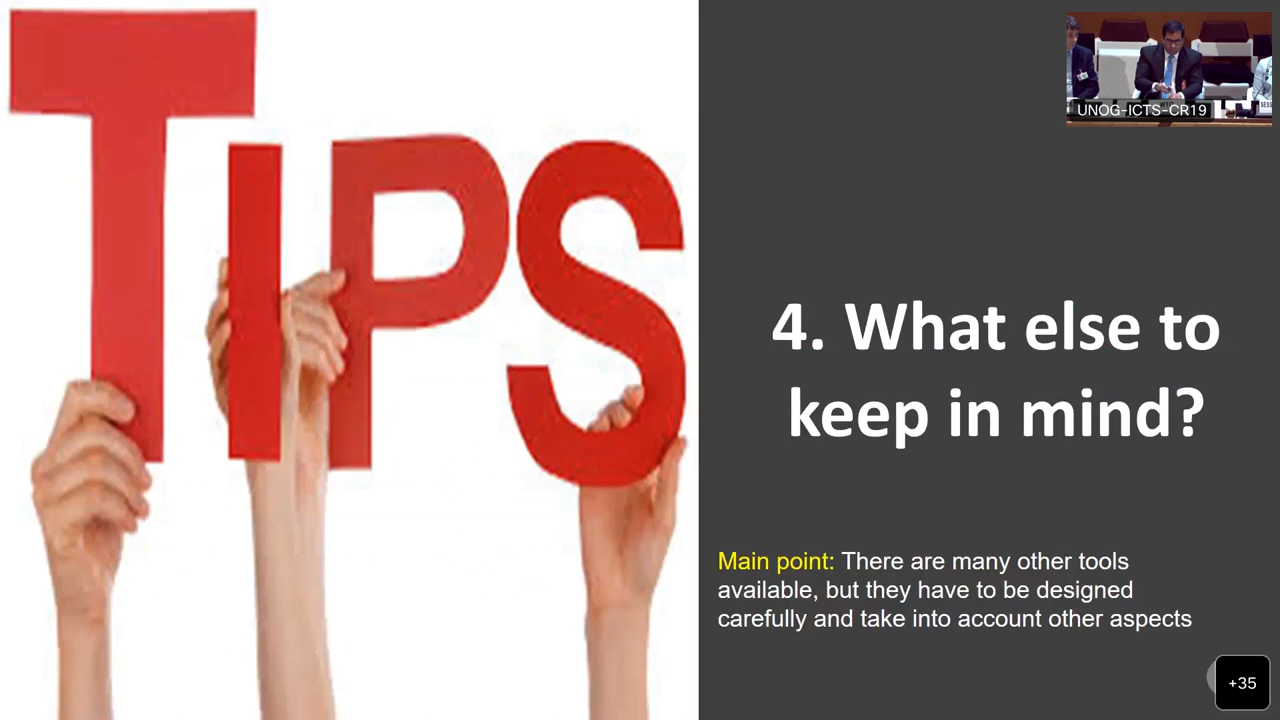 TIPS
UNOG-ICTS-CR19
4. What else to
keep in mind?
Main point: There are many other tools
available, but they have to be designed
carefully and take into account other aspects
+35